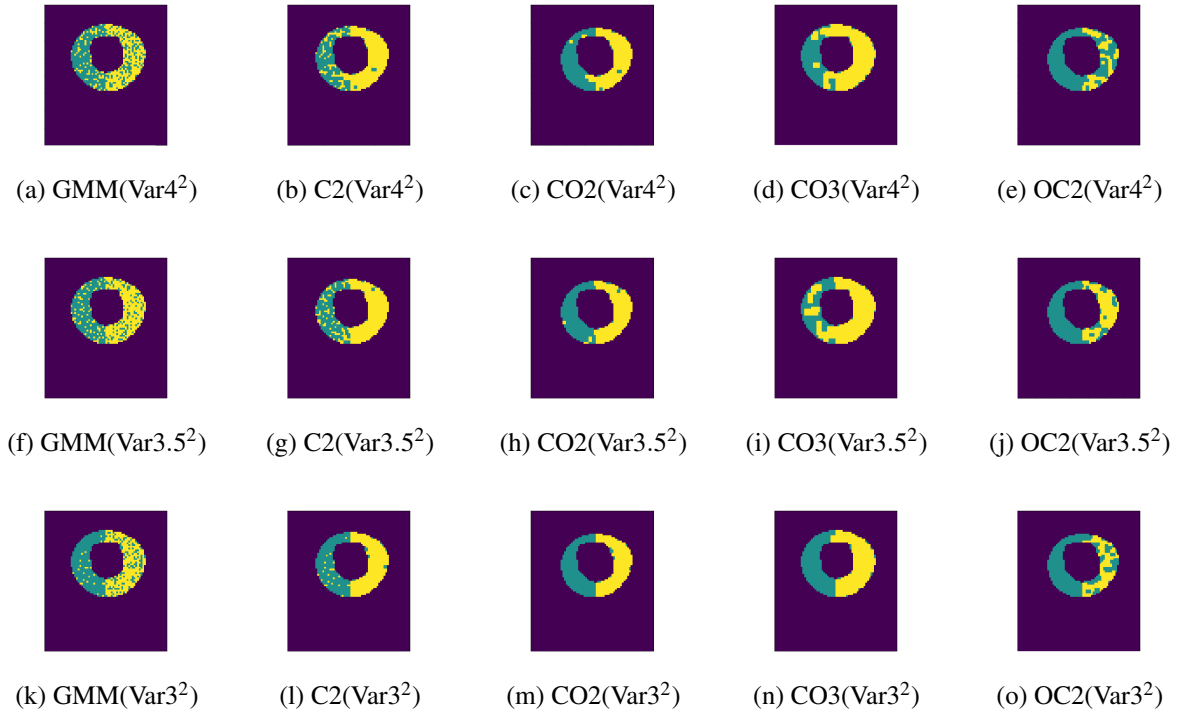 (a) GMM(Var4²) (b) C2(Var4²) (c) CO2(Var4²) (d) CO3(Var4²) (e) OC2(Var4²)
(f) GMM(Var3.5²) (g) C2(Var3.5²) (h) CO2(Var3.5²) (i) CO3(Var3.5²) (j) OC2(Var3.5²)
(k) GMM(Var3²) (l) C2(Var3²) (m) CO2(Var3²) (n) CO3(Var3²) (o) OC2(Var3²)